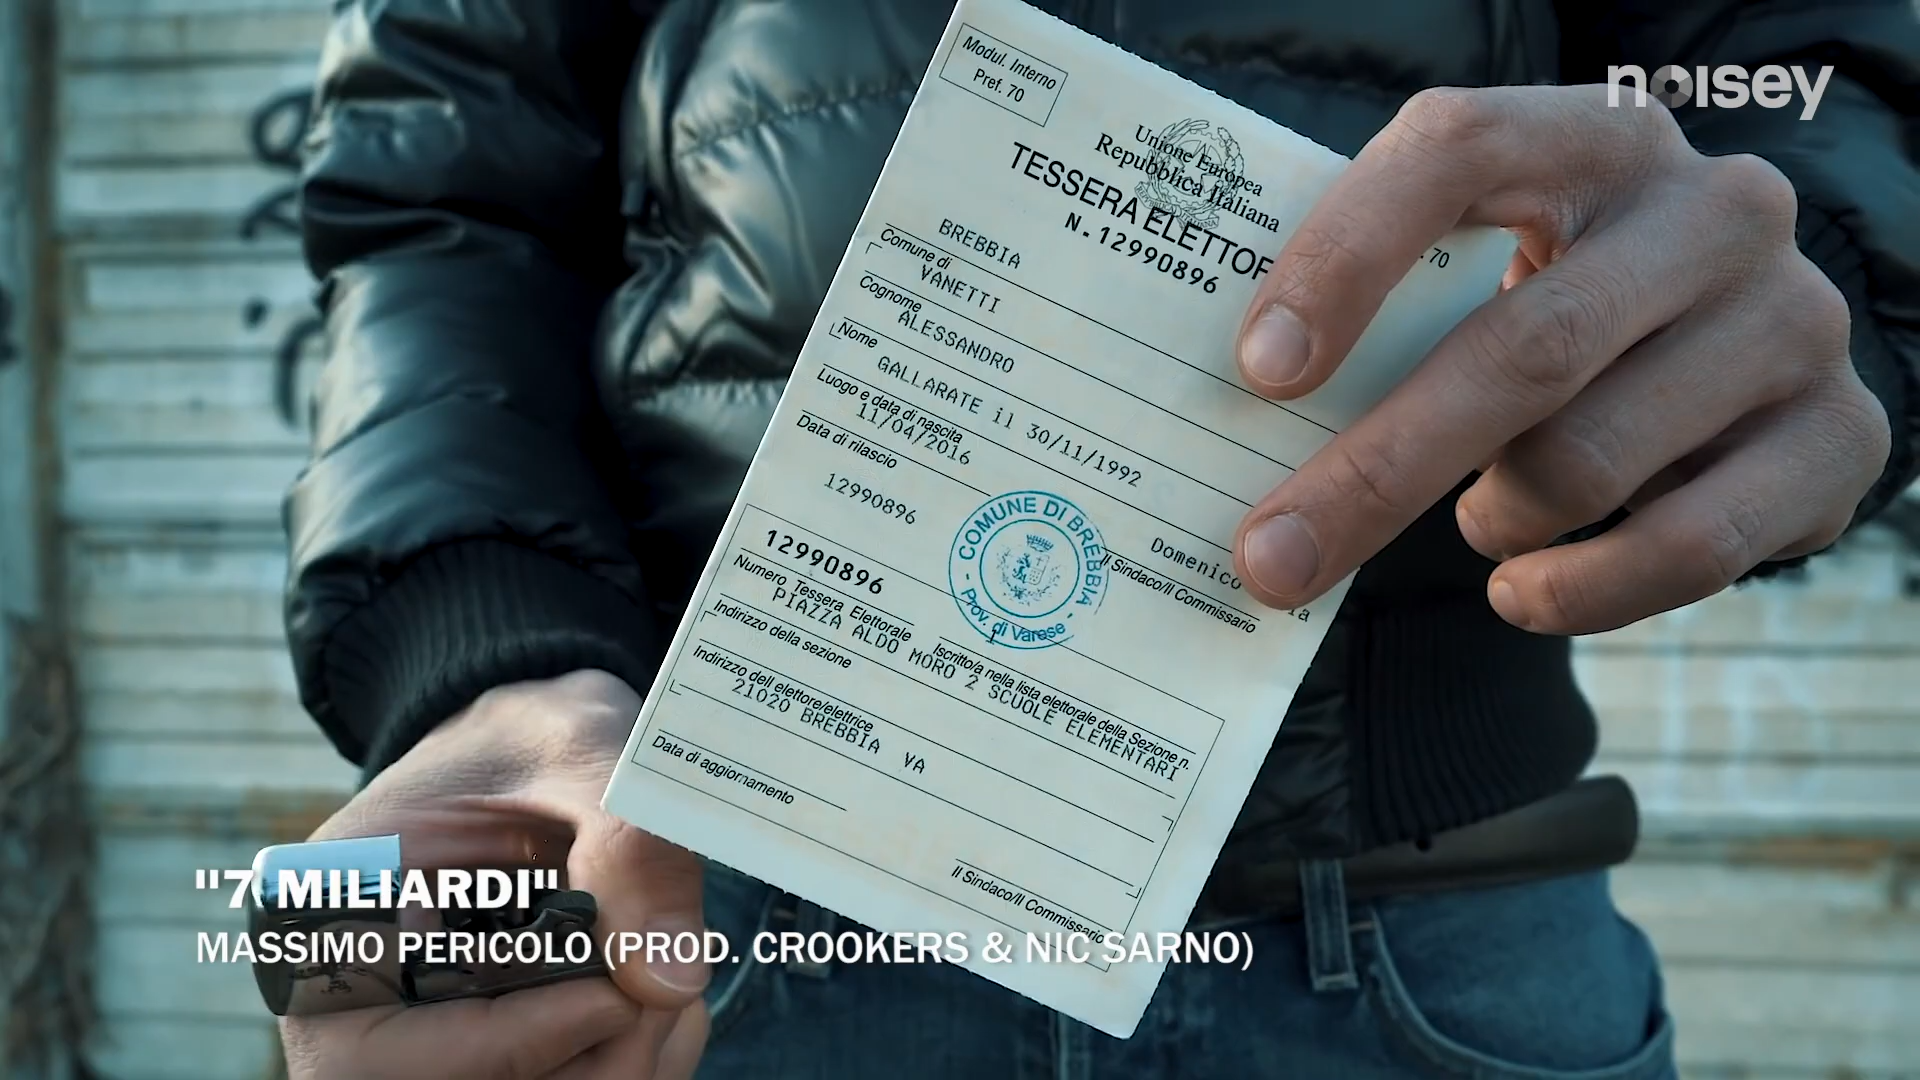 noisey
Modul. Interno
Pref. 70
Unione Europea
Repubblica Italiana
TESSERA ELETTOR
N. 12990896
. 70
BREBBIA
Comune di
VANETTI
Cognome
ALESSANDRO
Nome
GALLARATE il 30/11/1992
Luogo e data di nascita
11/04/2016
Data di rilascio
12990896
COMUNE DI BREBBIA
- Prov. di Varese -
Domenico
Il Sindaco/Il Commissario
12990896
Numero Tessera Elettorale
1
Iscritto/a nella lista elettorale della Sezione n.
PIAZZA ALDO MORO 2 SCUOLE ELEMENTARI
Indirizzo della sezione
Indirizzo dell elettore/elettrice
21020 BREBBIA VA
Data di aggiornamento
Il Sindaco/Il Commissario
"7 MILIARDI"
MASSIMO PERICOLO (PROD. CROOKERS & NIC SARNO)